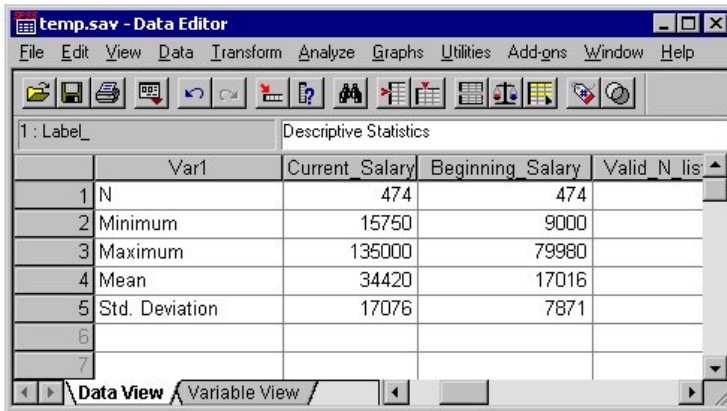 temp.sav - Data Editor
File Edit View Data Transform Analyze Graphs Utilities Add-ons Window Help
1 : Label_ Descriptive Statistics
Var1 Current_Salary Beginning_Salary Valid_N_lis
1 N 474 474
2 Minimum 15750 9000
3 Maximum 135000 79980
4 Mean 34420 17016
5 Std. Deviation 17076 7871
6
7
Data View Variable View